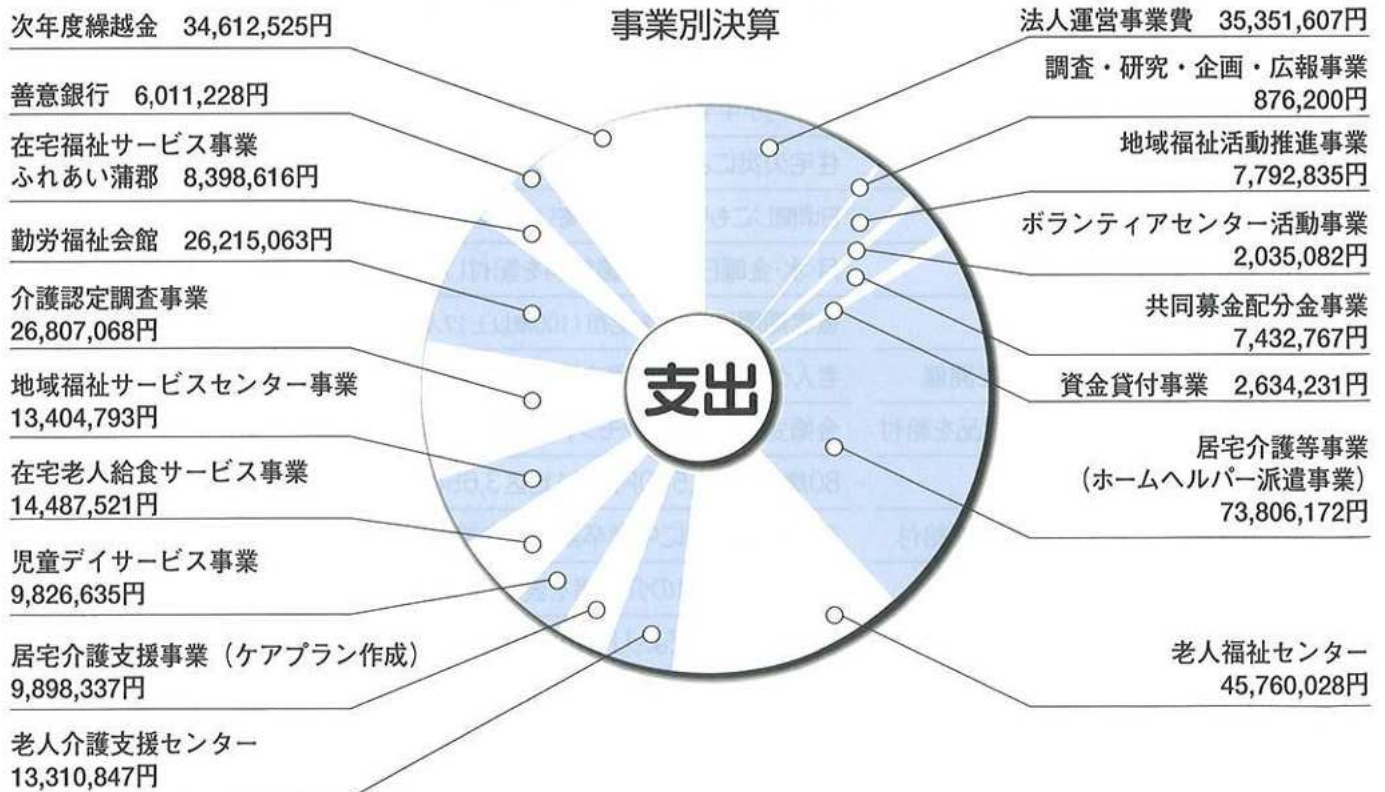 事業別決算
法人運営事業費 35,351,607円
調査・研究・企画・広報事業
876,200円
地域福祉活動推進事業
7,792,835円
ボランティアセンター活動事業
2,035,082円
共同募金配分金事業
7,432,767円
資金貸付事業 2,634,231円
居宅介護等事業
(ホームヘルパー派遣事業)
73,806,172円
老人福祉センター
45,760,028円
次年度繰越金 34,612,525円
善意銀行 6,011,228円
在宅福祉サービス事業
ふれあい蒲郡 8,398,616円
勤労福祉会館 26,215,063円
介護認定調査事業
26,807,068円
地域福祉サービスセンター事業
13,404,793円
在宅老人給食サービス事業
14,487,521円
児童デイサービス事業
9,826,635円
居宅介護支援事業(ケアプラン作成)
9,898,337円
老人介護支援センター
13,310,847円
支出